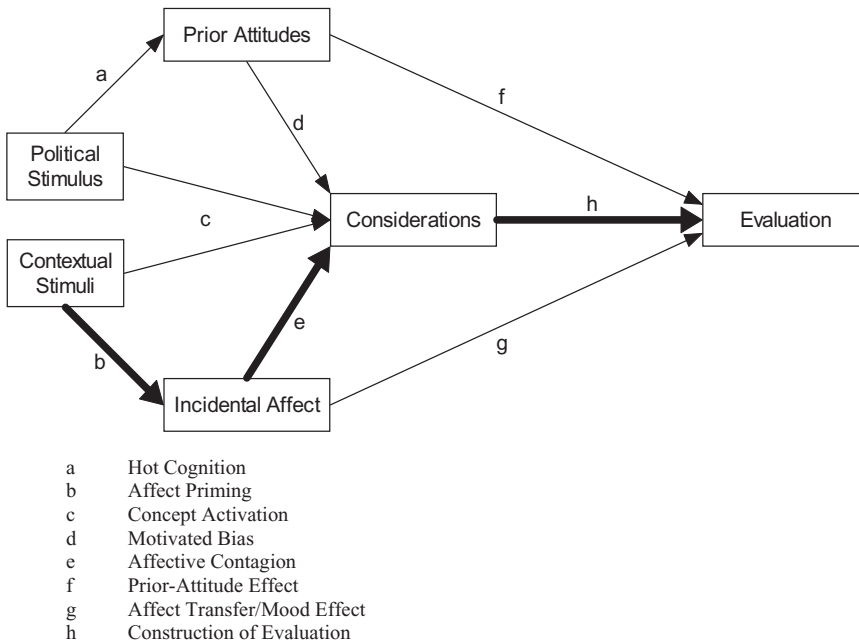 Prior Attitudes
a
f
d
Political
Stimulus
c
Considerations
h
Evaluation
Contextual
Stimuli
e
b
g
Incidental Affect
a Hot Cognition
b Affect Priming
c Concept Activation
d Motivated Bias
e Affective Contagion
f Prior-Attitude Effect
g Affect Transfer/Mood Effect
h Construction of Evaluation